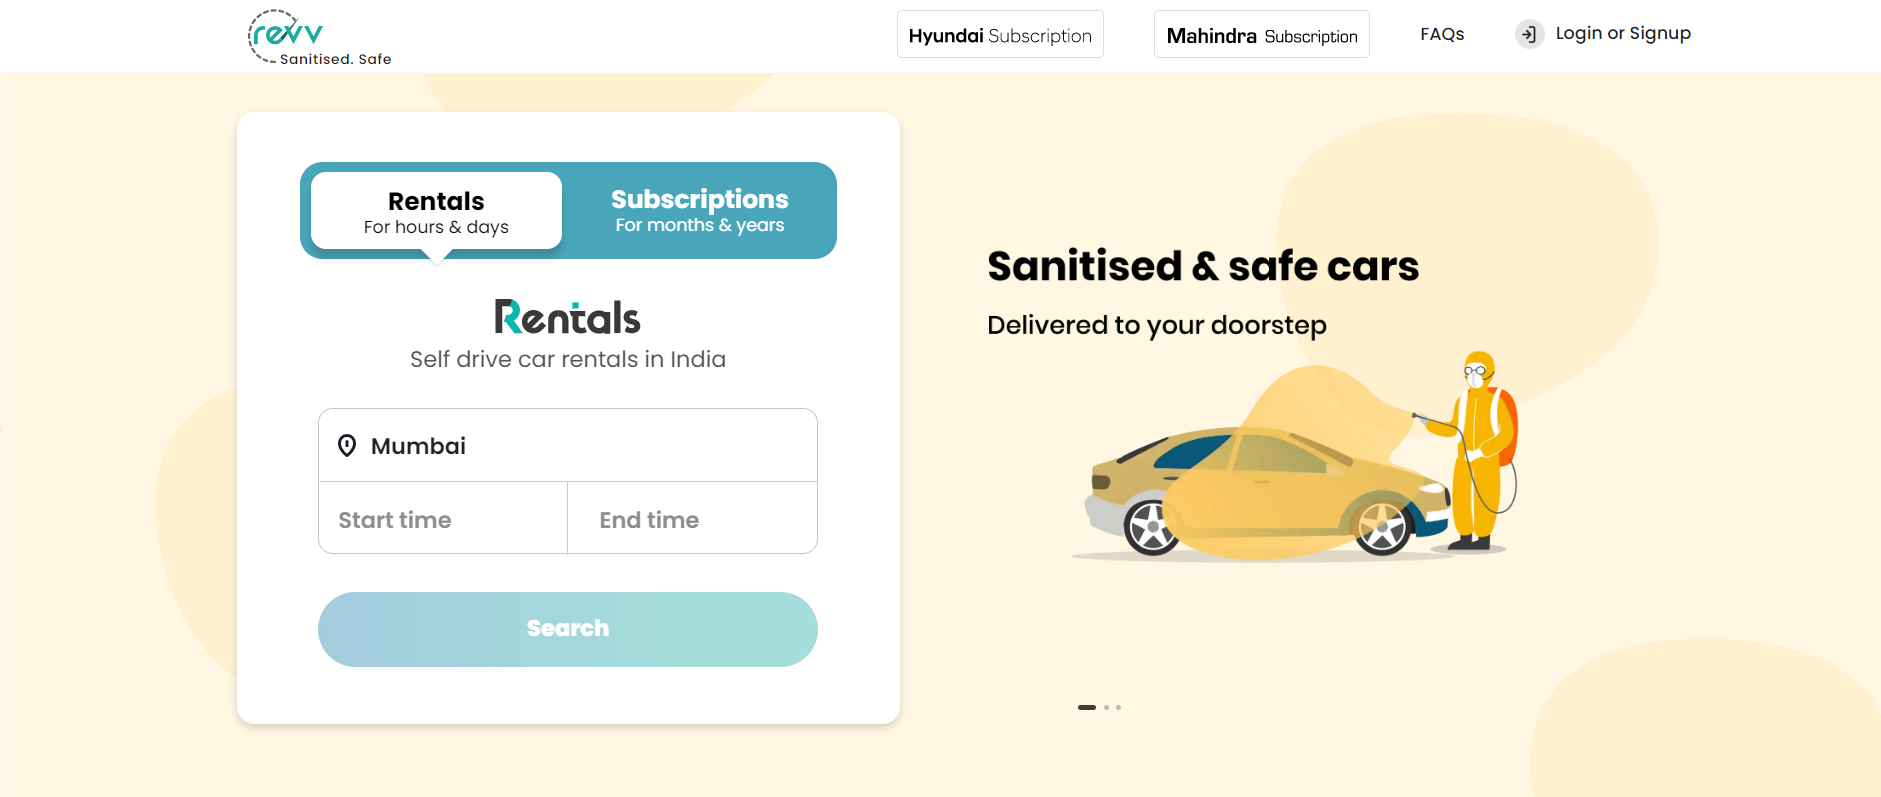 revv
Sanitised. Safe
Hyundai Subscription
Mahindra Subscription
FAQs
Login or Signup
Rentals
For hours & days
Subscriptions
For months & years
Rentals
Self drive car rentals in India
Mumbai
Start time
End time
Search
Sanitised & safe cars
Delivered to your doorstep